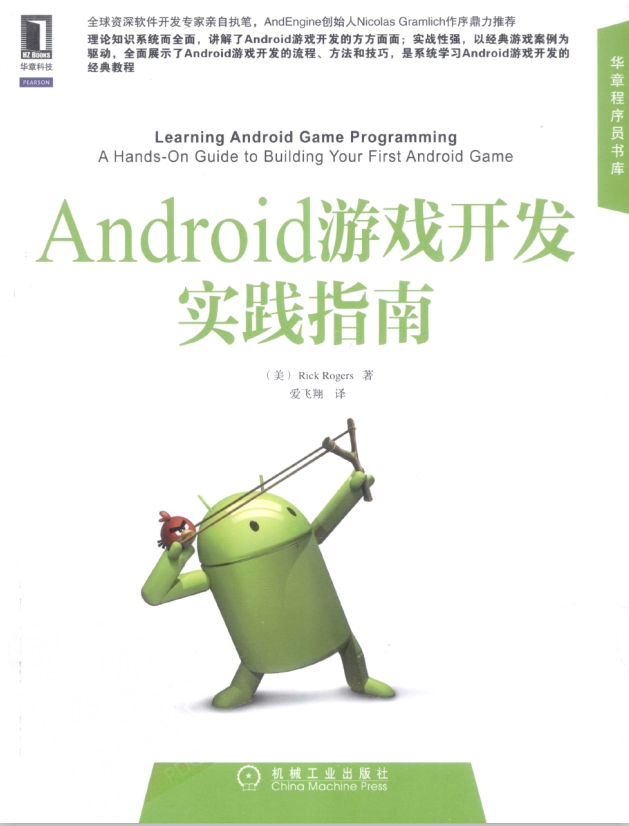 全球资深软件开发专家亲自执笔，AndEngine创始人Nicolas Gramlich作序鼎力推荐
理论知识系统而全面，讲解了Android游戏开发的方方面面；实战性强，以经典游戏案例为
驱动，全面展示了Android游戏开发的流程、方法和技巧，是系统学习Android游戏开发的
经典教程
HZ Books
华章科技
PEARSON
华章程序员书库
Learning Android Game Programming
A Hands-On Guide to Building Your First Android Game
Android游戏开发
实践指南
（美） Rick Rogers 著
爱飞翔 译
机械工业出版社
China Machine Press